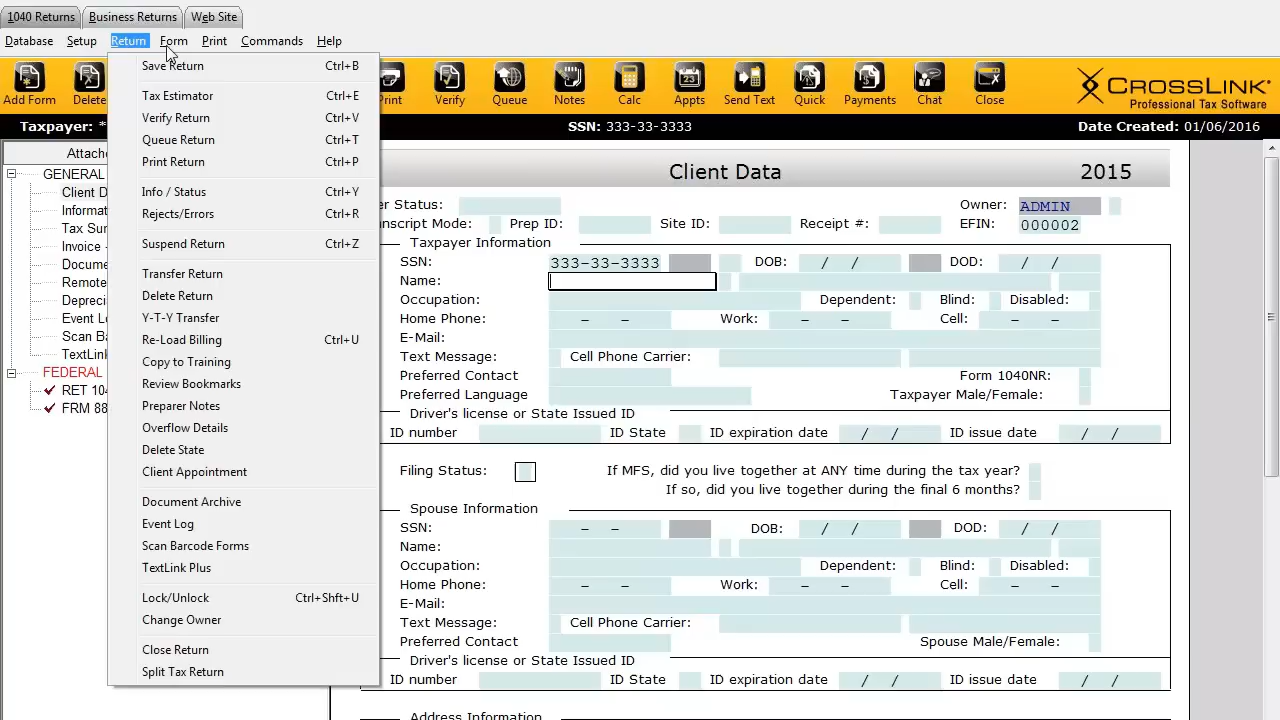 1040 Returns Business Returns Web Site
Database Setup Return Form Print Commands Help
Add Form Delete Print Verify Queue Notes Calc Appts Send Text Quick Payments Chat Close
CROSSLINK
Professional Tax Software
Taxpayer: * SSN: 333-33-3333 Date Created: 01/06/2016
Save Return Ctrl+B
Tax Estimator Ctrl+E
Verify Return Ctrl+V
Queue Return Ctrl+T
Print Return Ctrl+P
Info / Status Ctrl+Y
Rejects/Errors Ctrl+R
Suspend Return Ctrl+Z
Transfer Return
Delete Return
Y-T-Y Transfer
Re-Load Billing Ctrl+U
Copy to Training
Review Bookmarks
Preparer Notes
Overflow Details
Delete State
Client Appointment
Document Archive
Event Log
Scan Barcode Forms
TextLink Plus
Lock/Unlock Ctrl+Shft+U
Change Owner
Close Return
Split Tax Return
Attache
GENERAL
Client D
Informat
Tax Sum
Invoice -
Docume
Remote
Deprecia
Event Lo
Scan Ba
TextLink
FEDERAL
RET 104
FRM 88
Client Data 2015
er Status: Owner: ADMIN
nscript Mode: Prep ID: Site ID: Receipt #: EFIN: 000002
Taxpayer Information
SSN: 333-33-3333 DOB: / / DOD: / /
Name:
Occupation: Dependent: Blind: Disabled:
Home Phone: – – Work: – – Cell: – –
E-Mail:
Text Message: Cell Phone Carrier:
Preferred Contact Form 1040NR:
Preferred Language Taxpayer Male/Female:
Driver's license or State Issued ID
ID number ID State ID expiration date / / ID issue date / /
Filing Status: If MFS, did you live together at ANY time during the tax year?
If so, did you live together during the final 6 months?
Spouse Information
SSN: – – DOB: / / DOD: / /
Name:
Occupation: Dependent: Blind: Disabled:
Home Phone: – – Work: – – Cell: – –
E-Mail:
Text Message: Cell Phone Carrier:
Preferred Contact Spouse Male/Female:
Driver's license or State Issued ID
ID number ID State ID expiration date / / ID issue date / /
Address Information